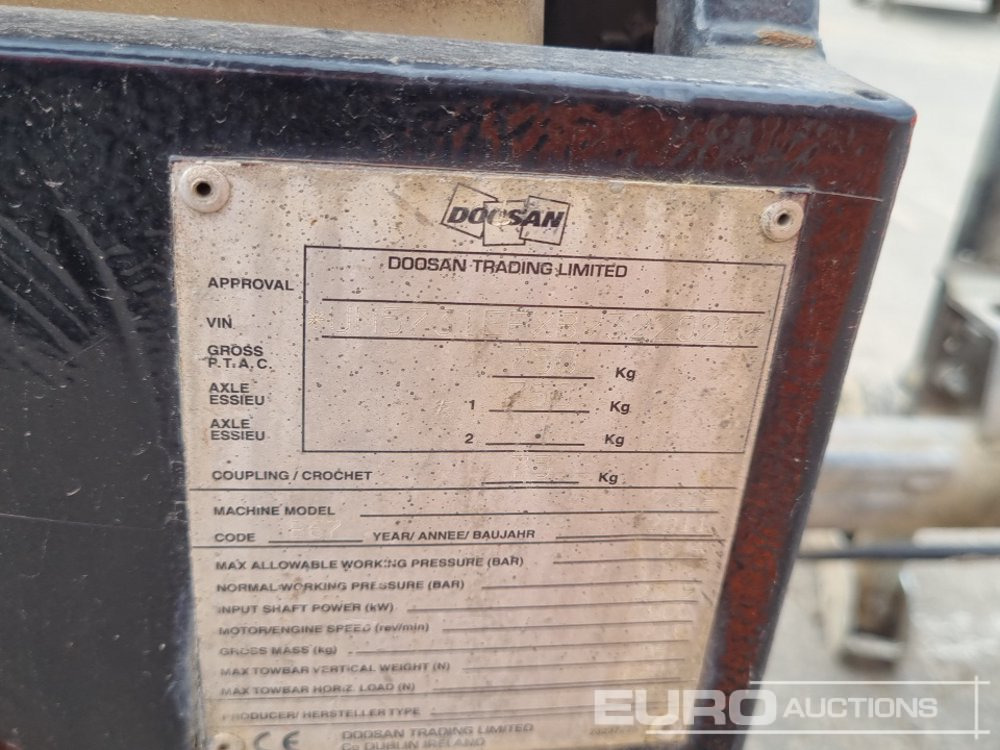 DOOSAN
DOOSAN TRADING LIMITED
APPROVAL
VIN
GROSS
P.T.A.C. Kg
AXLE
ESSIEU 1 Kg
AXLE
ESSIEU 2 Kg
COUPLING / CROCHET Kg
MACHINE MODEL
CODE YEAR/ ANNEE/ BAUJAHR
MAX ALLOWABLE WORKING PRESSURE (BAR)
NORMAL WORKING PRESSURE (BAR)
INPUT SHAFT POWER (kW)
MOTOR/ENGINE SPEED (rev/min)
GROSS MASS (kg)
MAX TOWBAR VERTICAL WEIGHT (N)
MAX TOWBAR HORIZ. LOAD (N)
PRODUCER/ HERSTELLER TYPE
CE DOOSAN TRADING LIMITED
Co DUBLIN IRELAND
EURO AUCTIONS